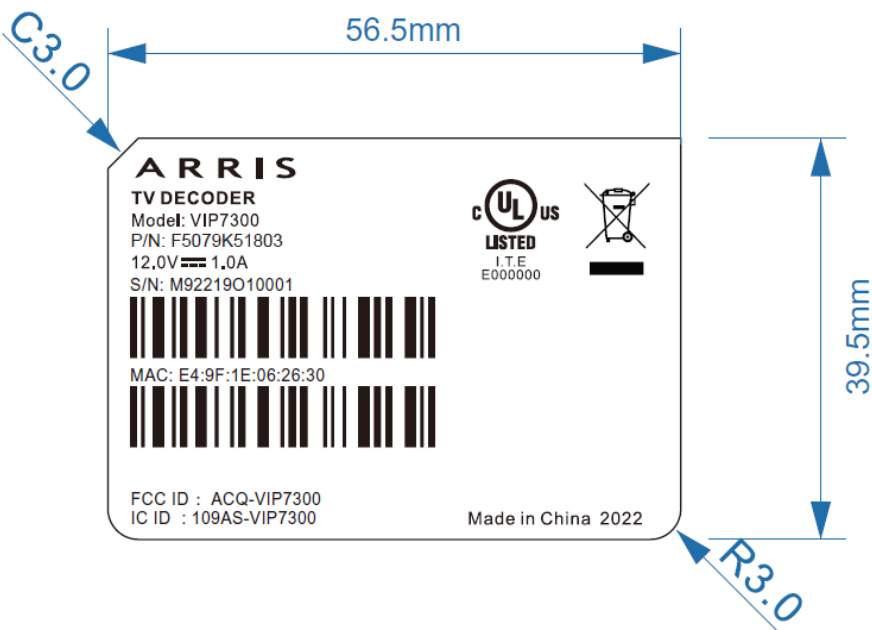 C3.0
56.5mm
ARRIS
TV DECODER
Model: VIP7300
P/N: F5079K51803
12.0V 1.0A
S/N: M92219O10001
MAC: E4:9F:1E:06:26:30
C UL US
LISTED
I.T.E
E000000
39.5mm
FCC ID : ACQ-VIP7300
IC ID : 109AS-VIP7300
Made in China 2022
R3.0